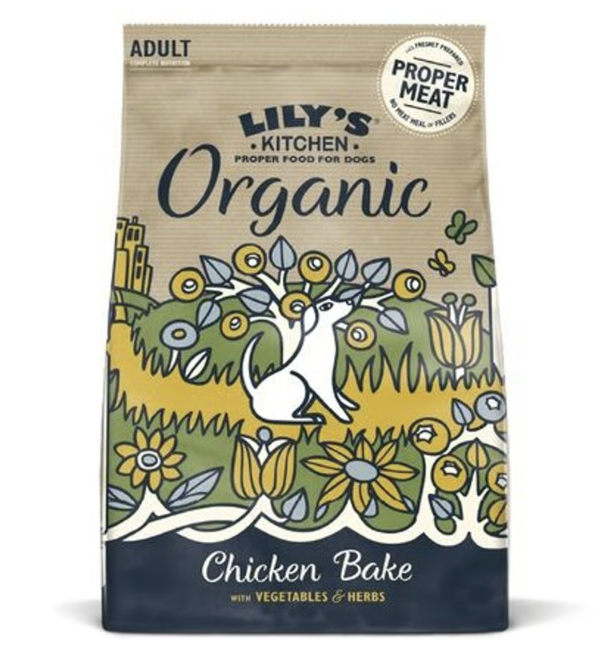 ADULT
COMPLETE NUTRITION
FRESHLY PREPARED
PROPER
MEAT
NO MEAT MEAL or FILLERS
LILY'S®
• KITCHEN •
PROPER FOOD FOR DOGS
Organic
Chicken Bake
WITH VEGETABLES & HERBS